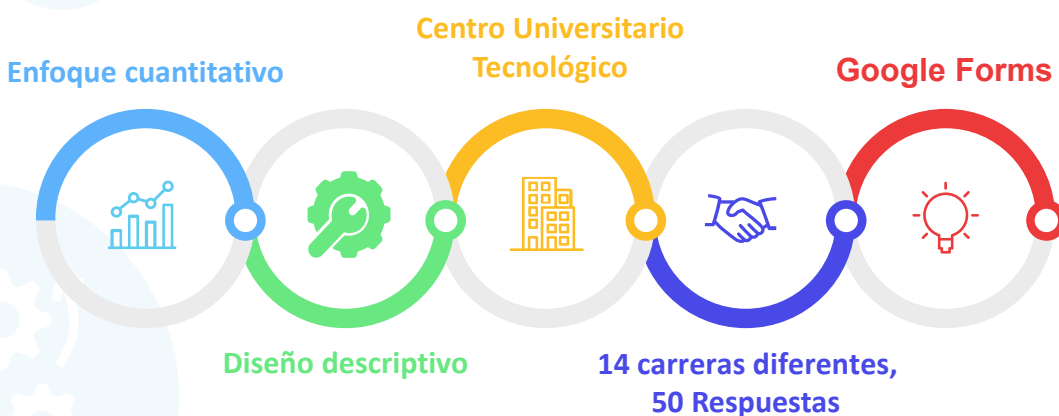 Enfoque cuantitativo
Diseño descriptivo
Centro Universitario
Tecnológico
14 carreras diferentes,
50 Respuestas
Google Forms